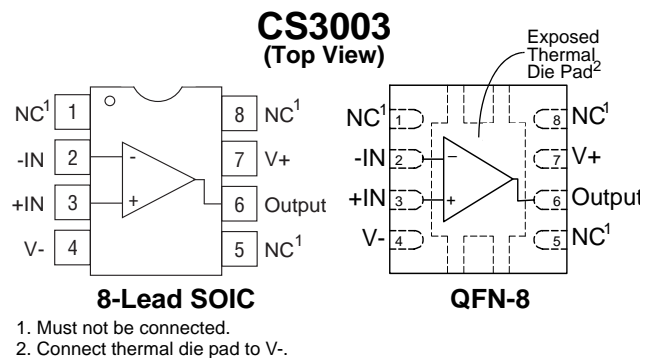 CS3003
(Top View)
Exposed
Thermal
Die Pad2
NC1 1 8 NC1
-IN 2 - 7 V+
+IN 3 + 6 Output
V- 4 5 NC1
8-Lead SOIC
NC1 1 8 NC1
-IN 2 - 7 V+
+IN 3 + 6 Output
V- 4 5 NC1
QFN-8
1. Must not be connected.
2. Connect thermal die pad to V-.